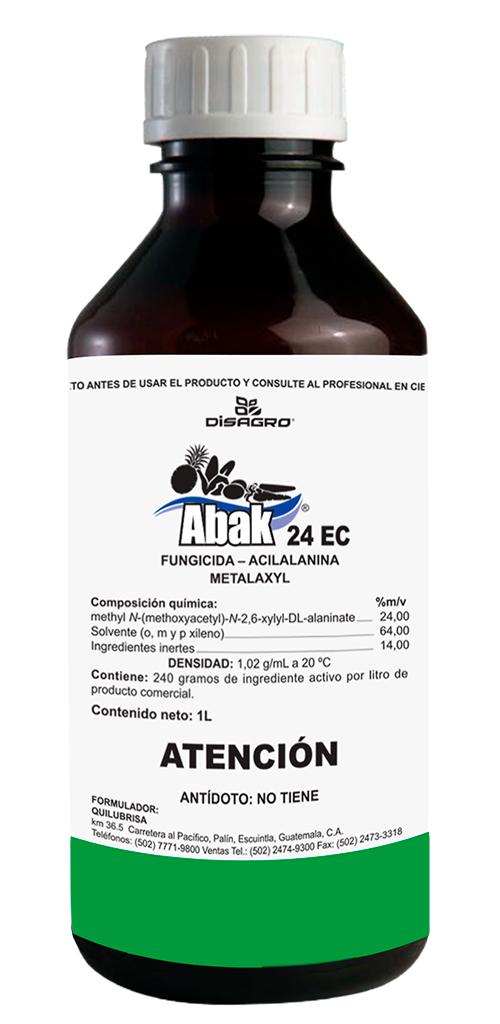 TO ANTES DE USAR EL PRODUCTO Y CONSULTE AL PROFESIONAL EN CIE
DISAGRO®
Abak® 24 EC
FUNGICIDA – ACILALANINA
METALAXYL
Composición química: %m/v
methyl N-(methoxyacetyl)-N-2,6-xylyl-DL-alaninate 24,00
Solvente (o, m y p xileno) 64,00
Ingredientes inertes 14,00
DENSIDAD: 1,02 g/mL a 20 ºC
Contiene: 240 gramos de ingrediente activo por litro de
producto comercial.
Contenido neto: 1L
ATENCIÓN
ANTÍDOTO: NO TIENE
FORMULADOR:
QUILUBRISA
km 36.5 Carretera al Pacífico, Palín, Escuintla, Guatemala, C.A.
Teléfonos: (502) 7771-9800 Ventas Tel.: (502) 2474-9300 Fax: (502) 2473-3318